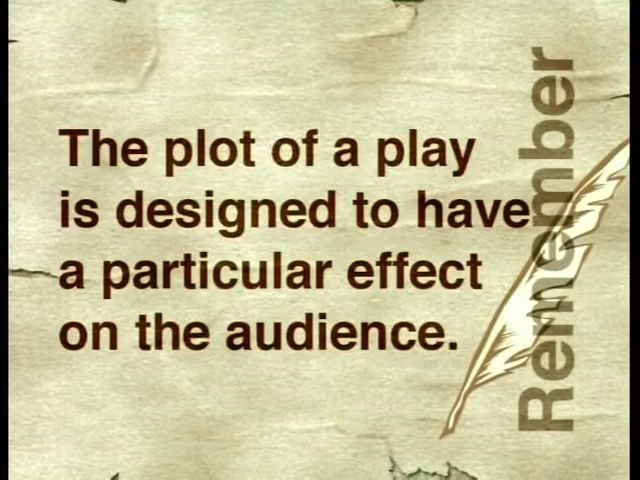 The plot of a play
is designed to have
a particular effect
on the audience.
Remember